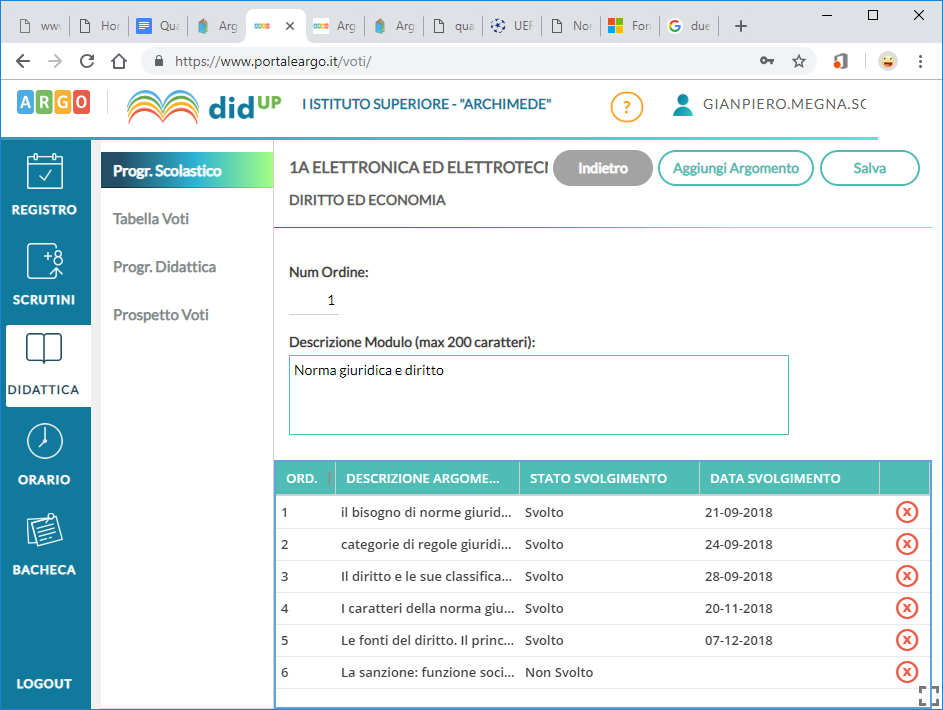 www
Hor
Qua
Arg
Arg
Arg
qua
UEF
Nor
For
due
https://www.portaleargo.it/voti/
ARGO
didUP
I ISTITUTO SUPERIORE - "ARCHIMEDE"
?
GIANPIERO.MEGNA.SC
REGISTRO
+8
SCRUTINI
DIDATTICA
ORARIO
BACHECA
LOGOUT
Progr. Scolastico
Tabella Voti
Progr. Didattica
Prospetto Voti
1A ELETTRONICA ED ELETTROTECI
Indietro
Aggiungi Argomento
Salva
DIRITTO ED ECONOMIA
Num Ordine:
1
Descrizione Modulo (max 200 caratteri):
Norma giuridica e diritto
ORD. DESCRIZIONE ARGOME... STATO SVOLGIMENTO DATA SVOLGIMENTO
1 il bisogno di norme giurid... Svolto 21-09-2018
2 categorie di regole giuridi... Svolto 24-09-2018
3 Il diritto e le sue classifica... Svolto 28-09-2018
4 I caratteri della norma giu... Svolto 20-11-2018
5 Le fonti del diritto. Il princ... Svolto 07-12-2018
6 La sanzione: funzione soci... Non Svolto